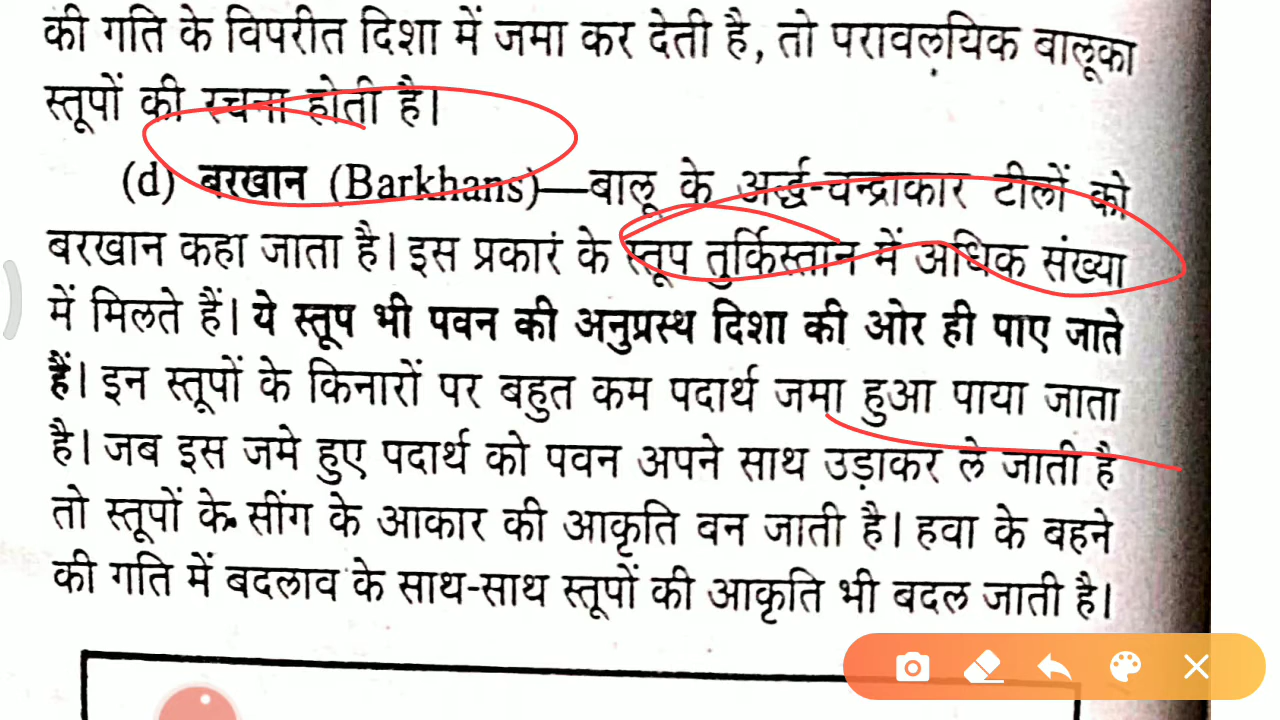 की गति के विपरीत दिशा में जमा कर देती है, तो परावलयिक बालूका
स्तूपों की रचना होती है।
(d) बरखान (Barkhans)—बालू के अर्द्ध-चन्द्राकार टीलों को
बरखान कहा जाता है। इस प्रकार के स्तूप तुर्किस्तान में अधिक संख्या
में मिलते हैं। ये स्तूप भी पवन की अनुप्रस्थ दिशा की ओर ही पाए जाते
हैं। इन स्तूपों के किनारों पर बहुत कम पदार्थ जमा हुआ पाया जाता
है। जब इस जमे हुए पदार्थ को पवन अपने साथ उड़ाकर ले जाती है
तो स्तूपों के सींग के आकार की आकृति बन जाती है। हवा के बहने
की गति में बदलाव के साथ-साथ स्तूपों की आकृति भी बदल जाती है।